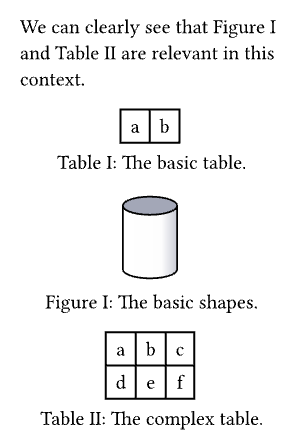 We can clearly see that Figure I
and Table II are relevant in this
context.
a b
Table I: The basic table.
Figure I: The basic shapes.
a b c
d e f
Table II: The complex table.